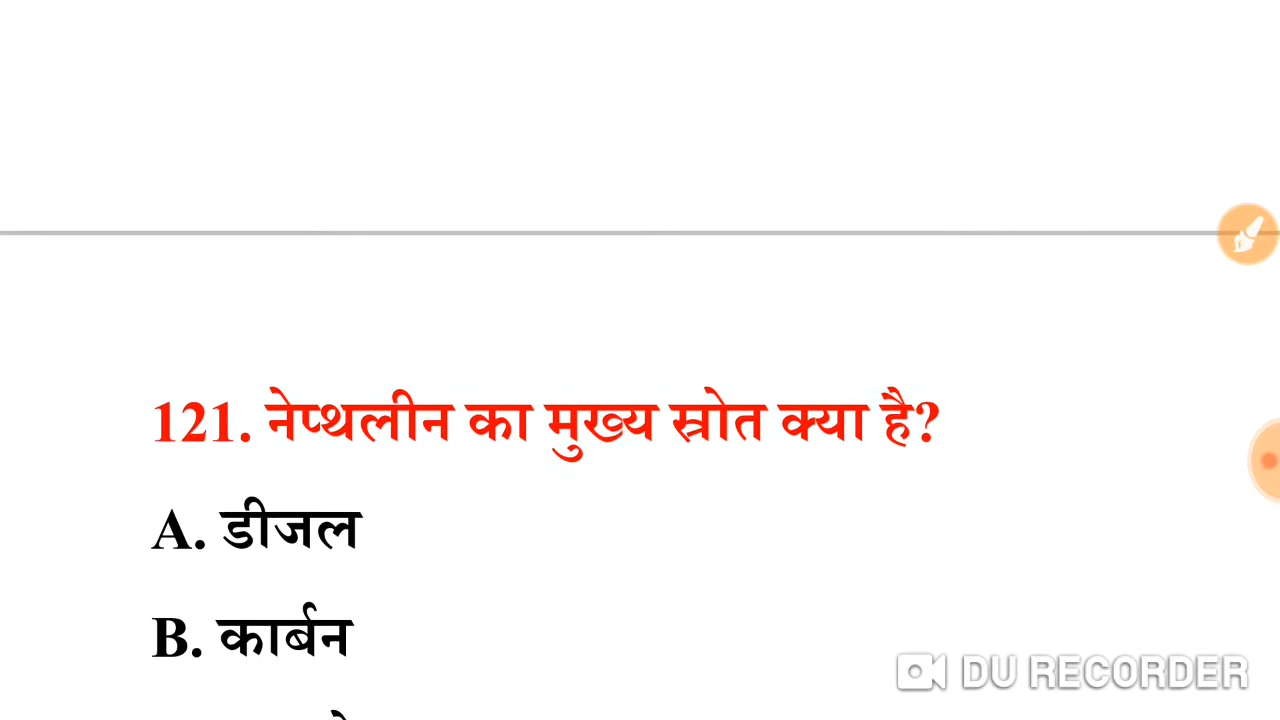 121. नेप्थलीन का मुख्य स्रोत क्या है?
A. डीजल
B. कार्बन
DU RECORDER